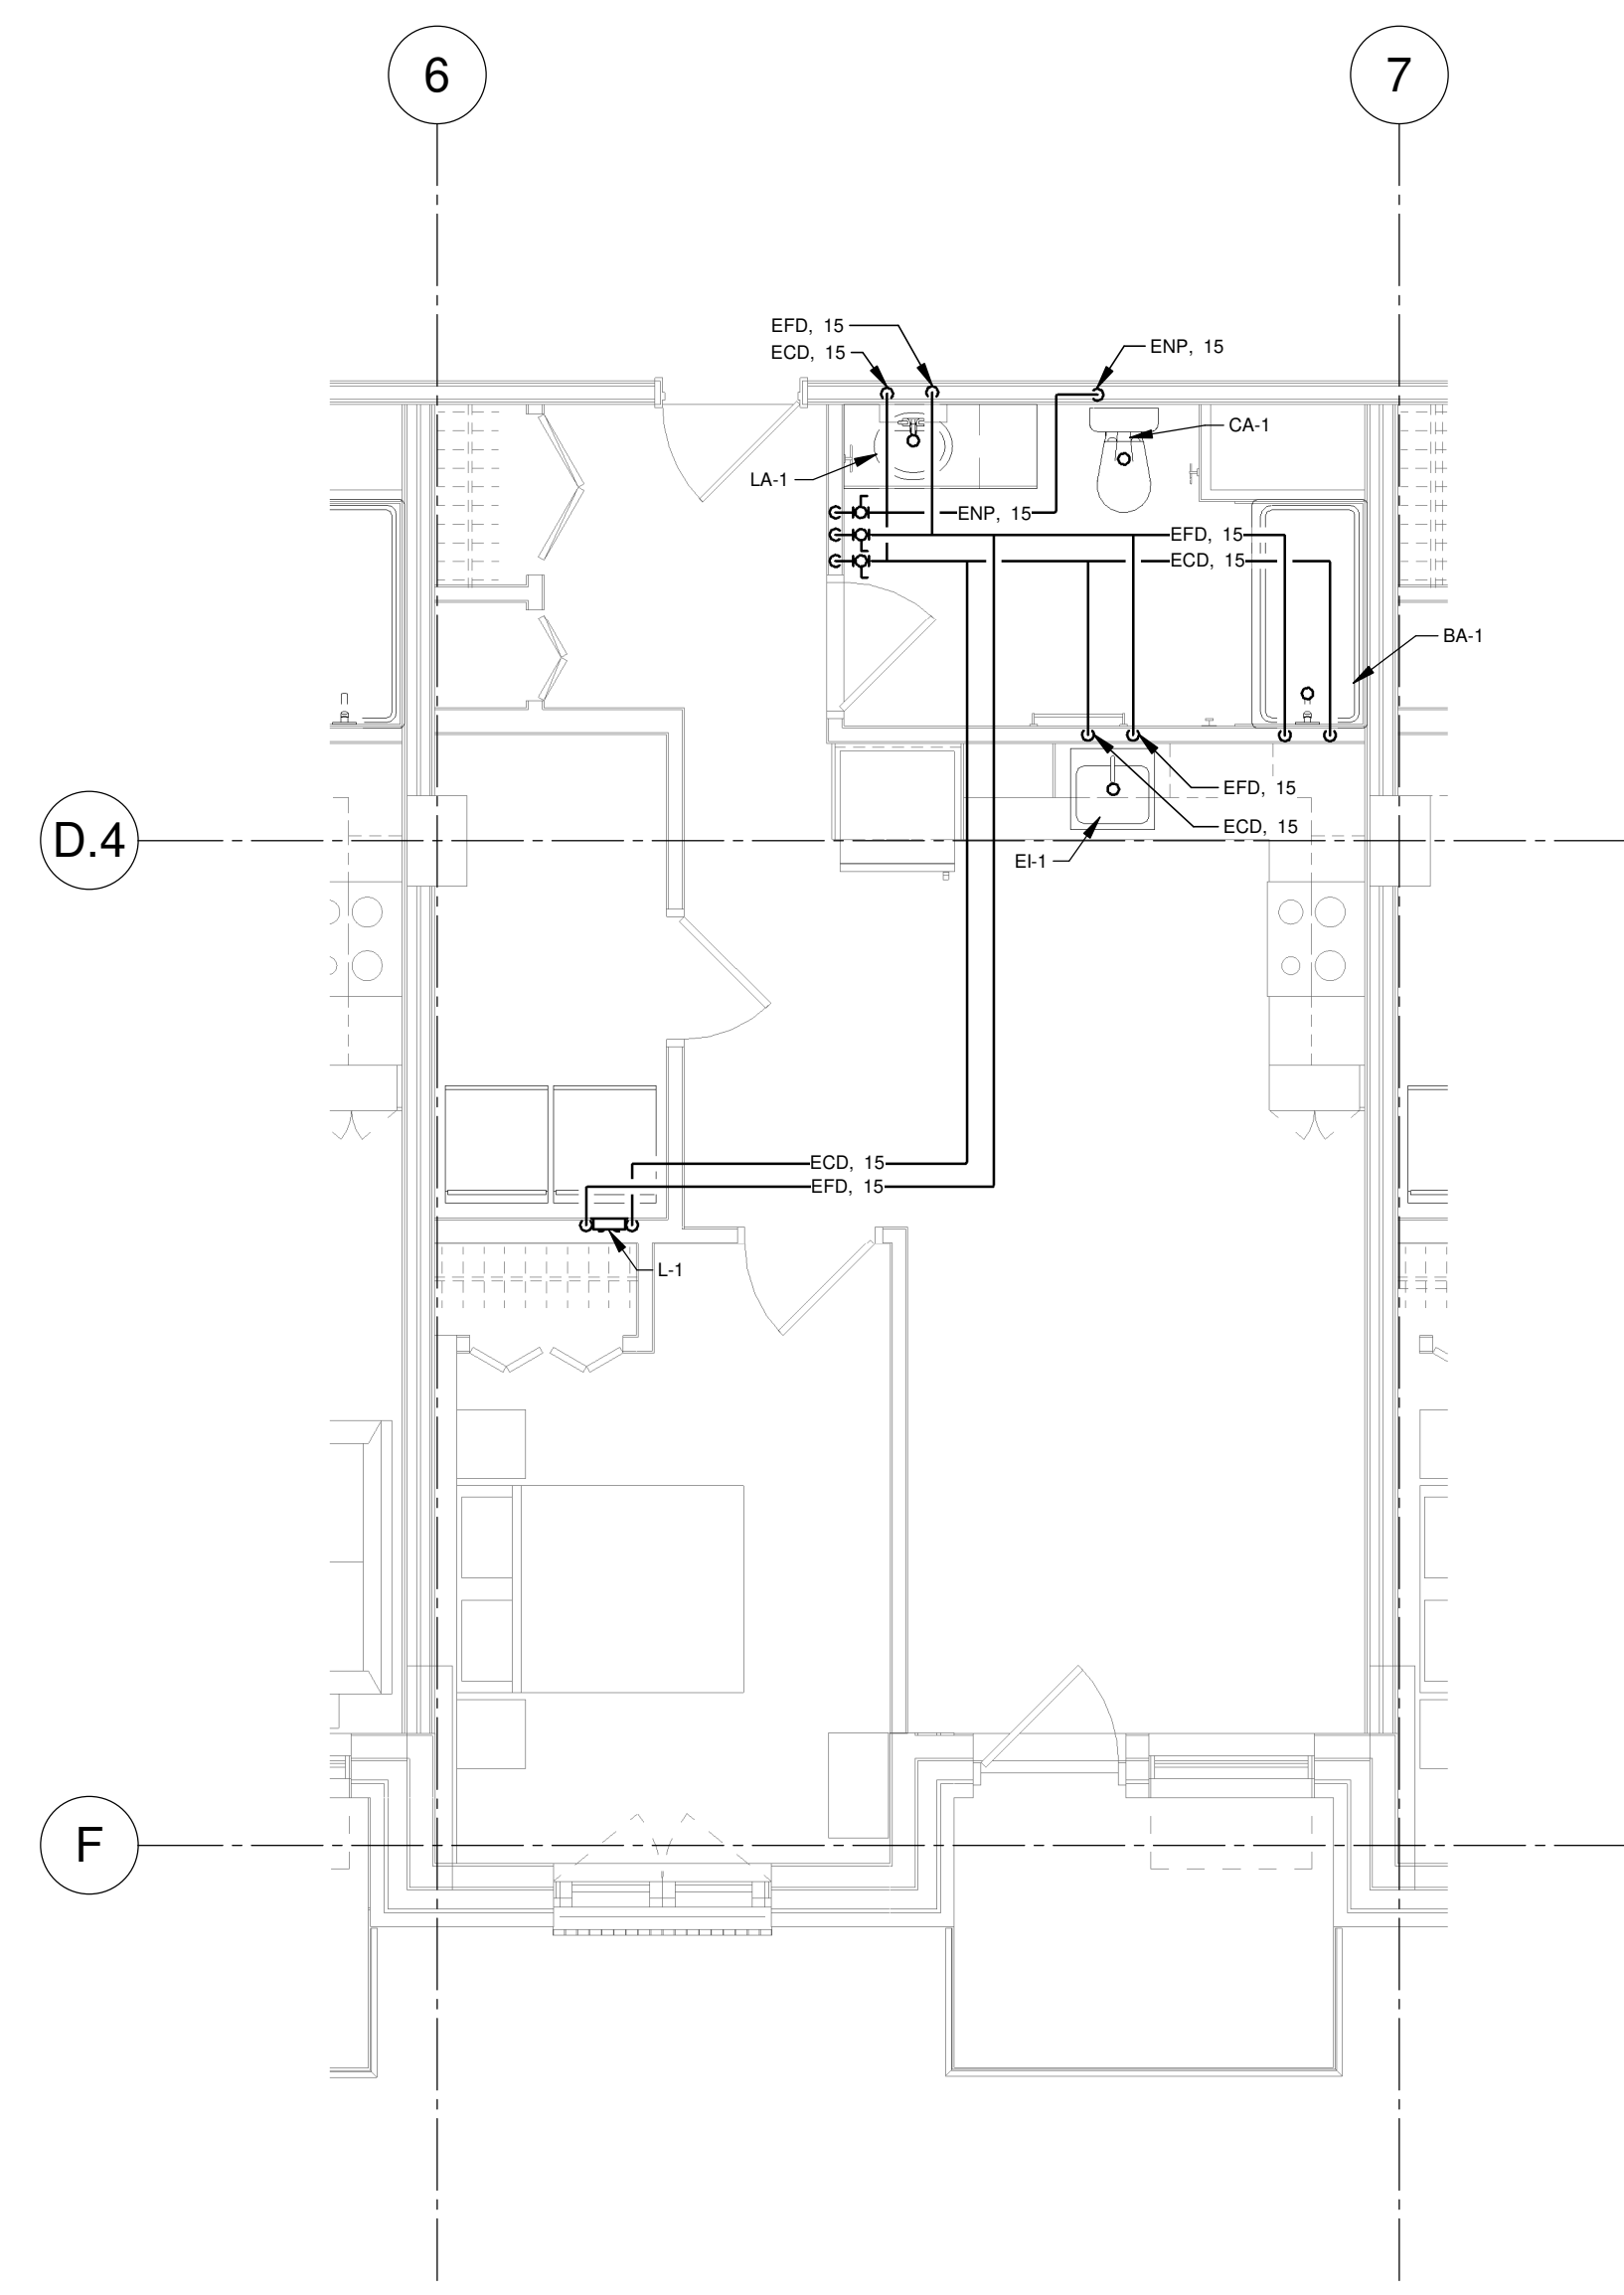 6
7
EFD, 15
ECD, 15
ENP, 15
CA-1
LA-1
ENP, 15
EFD, 15
ECD, 15
BA-1
EFD, 15
ECD, 15
D.4
EI-1
ECD, 15
EFD, 15
L-1
F